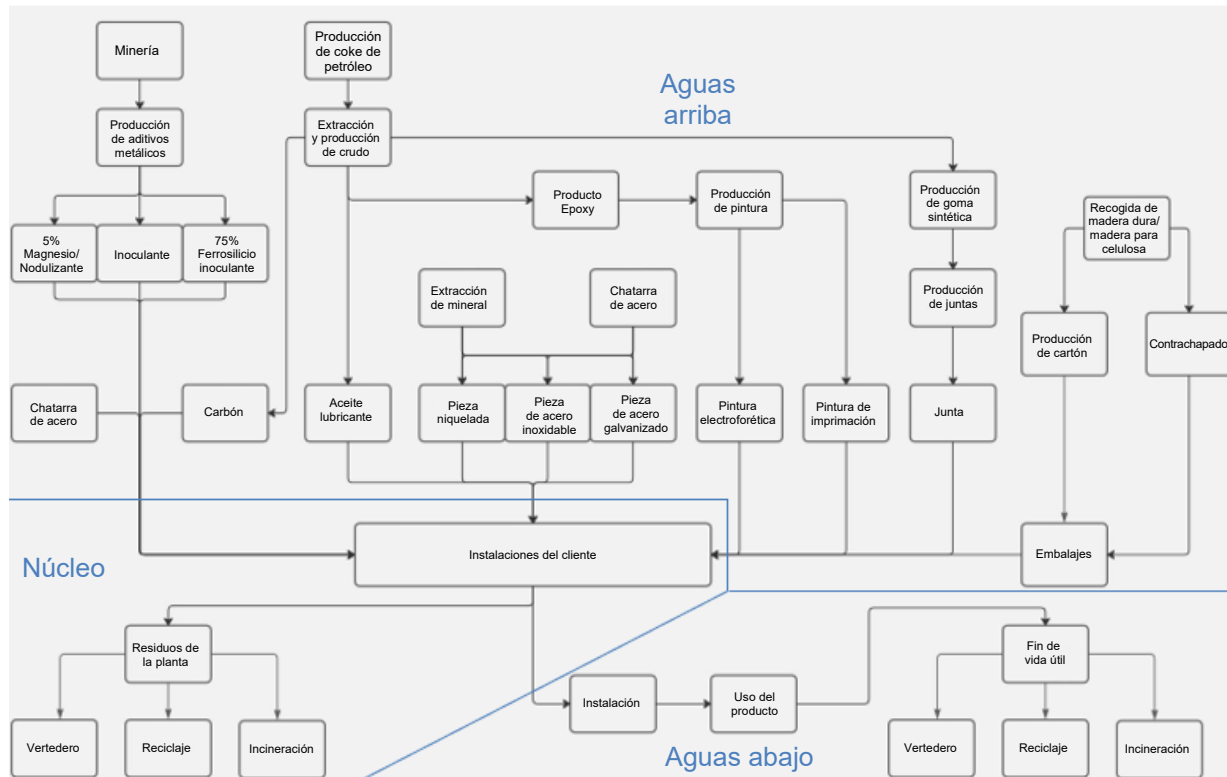 Minería
Producción
de coke de
petróleo
Aguas
arriba
Producción
de aditivos
metálicos
Extracción
y producción
de crudo
Producto
Epoxy
Producción
de pintura
Producción
de goma
sintética
Recogida de
madera dura/
madera para
celulosa
5%
Magnesio/
Nodulizante
Inoculante
75%
Ferrosilicio
inoculante
Extracción
de mineral
Chatarra
de acero
Producción
de juntas
Producción
de cartón
Contrachapado
Chatarra
de acero
Carbón
Aceite
lubricante
Pieza
niquelada
Pieza
de acero
inoxidable
Pieza
de acero
galvanizado
Pintura
electroforética
Pintura de
imprimación
Junta
Núcleo
Instalaciones del cliente
Embalajes
Residuos de
la planta
Fin de
vida útil
Instalación
Uso del
producto
Vertedero
Reciclaje
Incineración
Aguas abajo
Vertedero
Reciclaje
Incineración